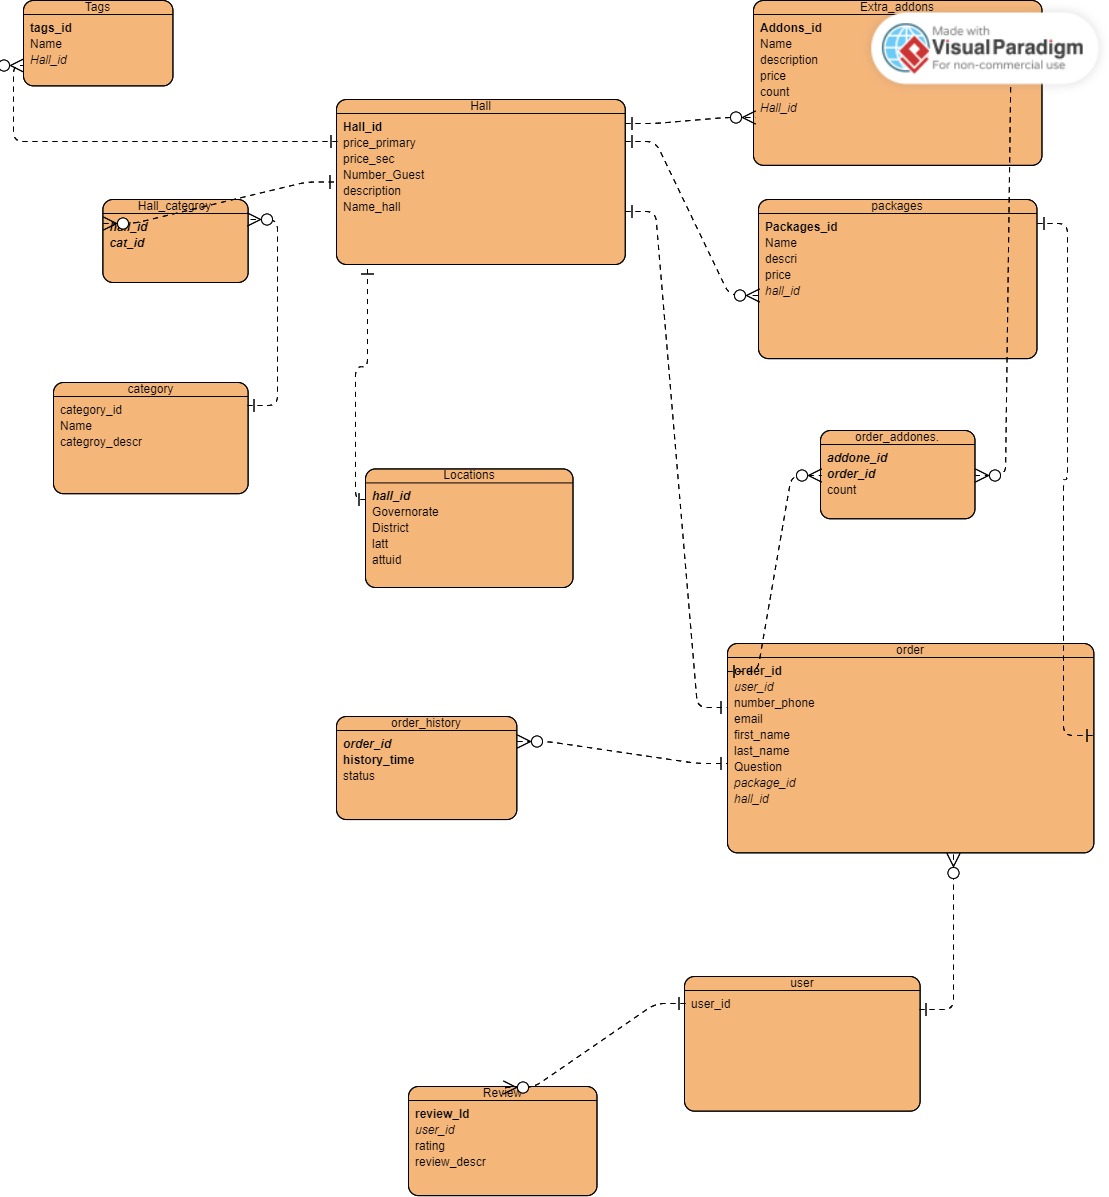 Tags
tags_id
Name
Hall_id
Extra_addons
Addons_id
Name
description
price
count
Hall_id
Made with
Visual Paradigm
For non-commercial use
Hall
Hall_id
price_primary
price_sec
Number_Guest
description
Name_hall
Hall_categroy
hall_id
cat_id
packages
Packages_id
Name
descri
price
hall_id
category
category_id
Name
categroy_descr
order_addones.
addone_id
order_id
count
Locations
hall_id
Governorate
District
latt
attuid
order
order_id
user_id
number_phone
email
first_name
last_name
Question
package_id
hall_id
order_history
order_id
history_time
status
user
user_id
Review
review_Id
user_id
rating
review_descr